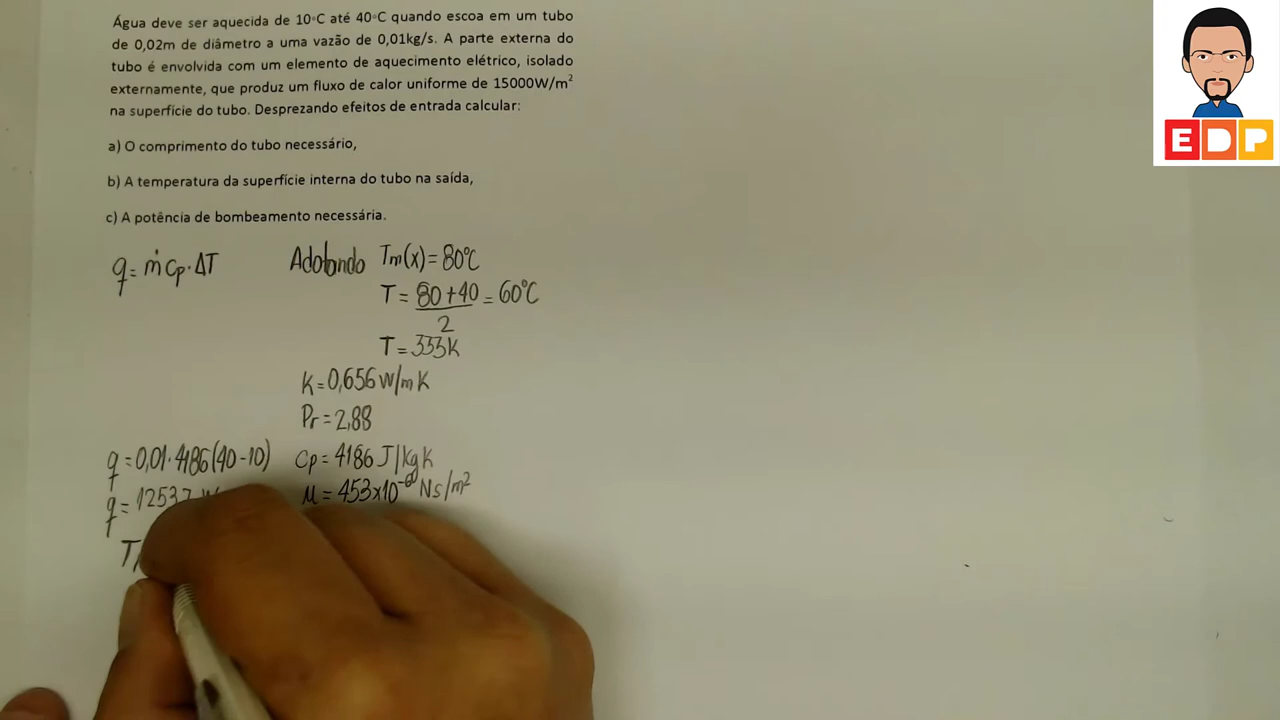 Água deve ser aquecida de 10◦C até 40◦C quando escoa em um tubo
de 0,02m de diâmetro a uma vazão de 0,01kg/s. A parte externa do
tubo é envolvida com um elemento de aquecimento elétrico, isolado
externamente, que produz um fluxo de calor uniforme de 15000W/m²
na superfície do tubo. Desprezando efeitos de entrada calcular:
a) O comprimento do tubo necessário,
b) A temperatura da superfície interna do tubo na saída,
c) A potência de bombeamento necessária.
q = ṁ Cp · ΔT
Adotando Tm(x) = 80°C
T = 80+40 / 2 = 60°C
T = 333K
K = 0,656 W/mK
Pr = 2,88
q = 0,01 · 4186 (40-10)
Cp = 4186 J/kgK
q = 1253
μ = 453x10⁻⁶ Ns/m²
T
EDP